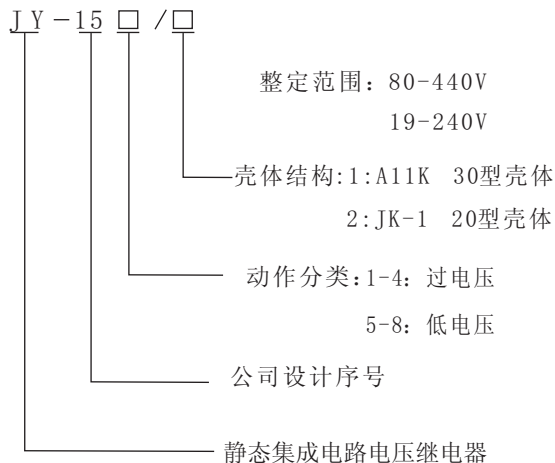 JY-15□/□
整定范围：80-440V
19-240V
壳体结构:1:A11K 30型壳体
2:JK-1 20型壳体
动作分类:1-4：过电压
5-8：低电压
公司设计序号
静态集成电路电压继电器